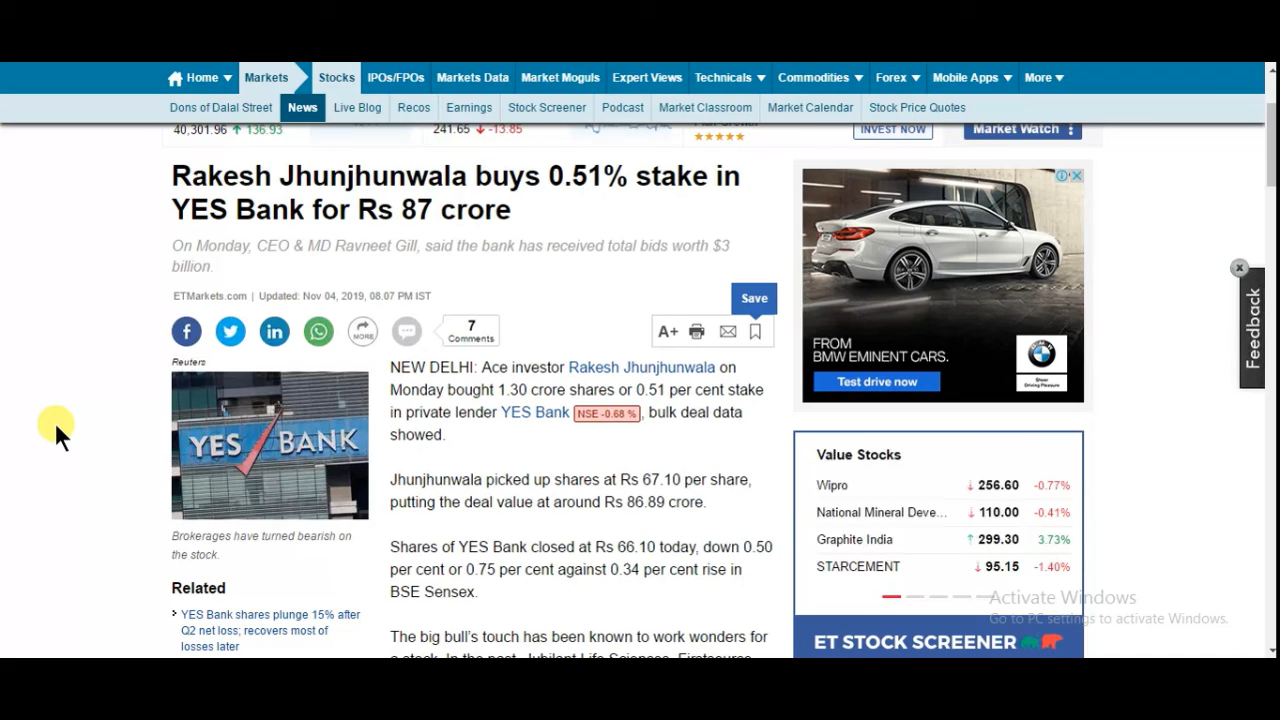 Home Markets Stocks IPOs/FPOs Markets Data Market Moguls Expert Views Technicals Commodities Forex Mobile Apps More
Dons of Dalal Street News Live Blog Recos Earnings Stock Screener Podcast Market Classroom Market Calendar Stock Price Quotes
40,301.96 ↑ 136.93 241.65 ↓ -13.85 INVEST NOW Market Watch
Rakesh Jhunjhunwala buys 0.51% stake in
YES Bank for Rs 87 crore
On Monday, CEO & MD Ravneet Gill, said the bank has received total bids worth $3
billion.
ETMarkets.com | Updated: Nov 04, 2019, 08.07 PM IST
Save
MORE
7
Comments
A+
Reuters
YES BANK
Brokerages have turned bearish on
the stock.
Related
YES Bank shares plunge 15% after
Q2 net loss; recovers most of
losses later
NEW DELHI: Ace investor Rakesh Jhunjhunwala on
Monday bought 1.30 crore shares or 0.51 per cent stake
in private lender YES Bank NSE -0.68 %, bulk deal data
showed.
Jhunjhunwala picked up shares at Rs 67.10 per share,
putting the deal value at around Rs 86.89 crore.
Shares of YES Bank closed at Rs 66.10 today, down 0.50
per cent or 0.75 per cent against 0.34 per cent rise in
BSE Sensex.
The big bull's touch has been known to work wonders for
a stock. In the past, Jubilant Life Sciences, Firstsource
FROM
BMW EMINENT CARS.
Test drive now
Feedback
Value Stocks
Wipro ↓ 256.60 -0.77%
National Mineral Deve... ↓ 110.00 -0.41%
Graphite India ↑ 299.30 3.73%
STARCEMENT ↓ 95.15 -1.40%
Activate Windows
Go to PC settings to activate Windows.
ET STOCK SCREENER